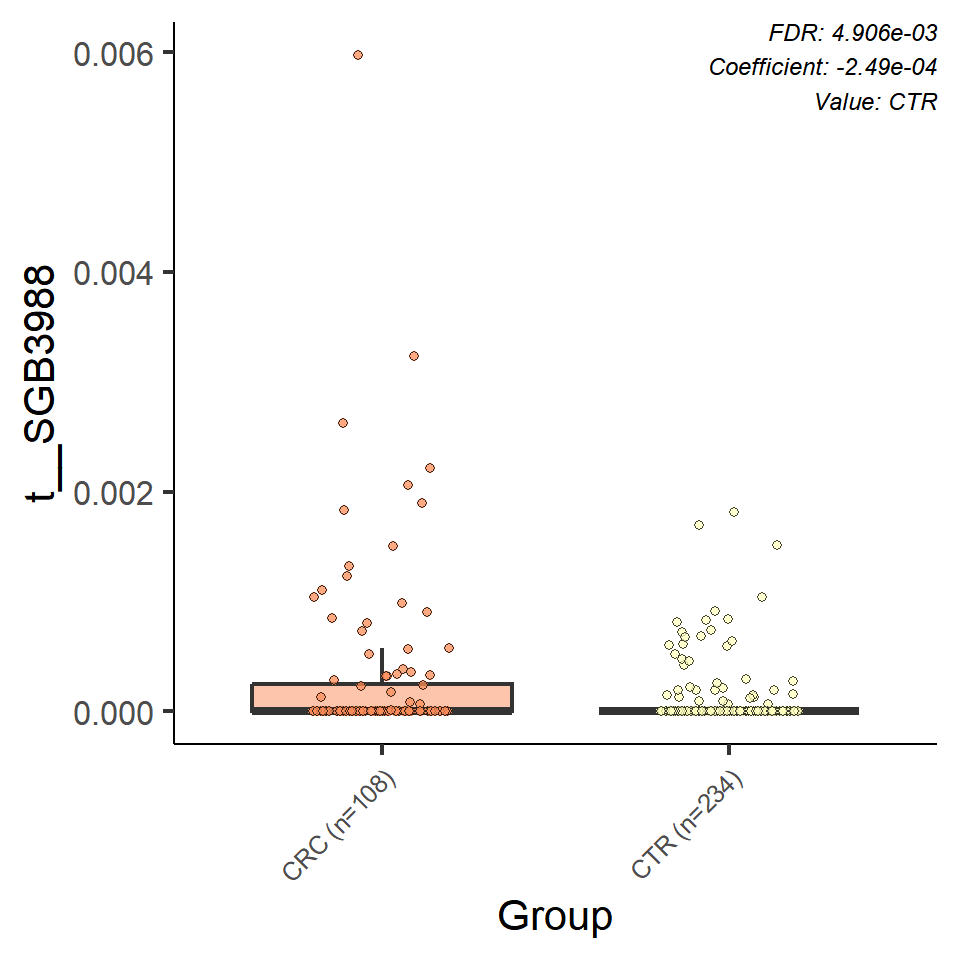 FDR: 4.906e-03
Coefficient: -2.49e-04
Value: CTR
0.006
0.004
0.002
0.000
t__SGB3988
CRC (n=108)
CTR (n=234)
Group